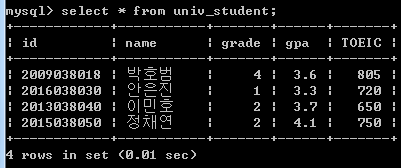 mysql> select * from univ_student;
+------------+--------+-------+------+-------+
| id         | name   | grade | gpa  | TOEIC |
+------------+--------+-------+------+-------+
| 2009038018 | 박호범 |     4 |  3.6 |   805 |
| 2016038030 | 안은진 |     1 |  3.3 |   720 |
| 2013038040 | 이민호 |     2 |  3.7 |   650 |
| 2015038050 | 정채연 |     2 |  4.1 |   750 |
+------------+--------+-------+------+-------+
4 rows in set (0.01 sec)